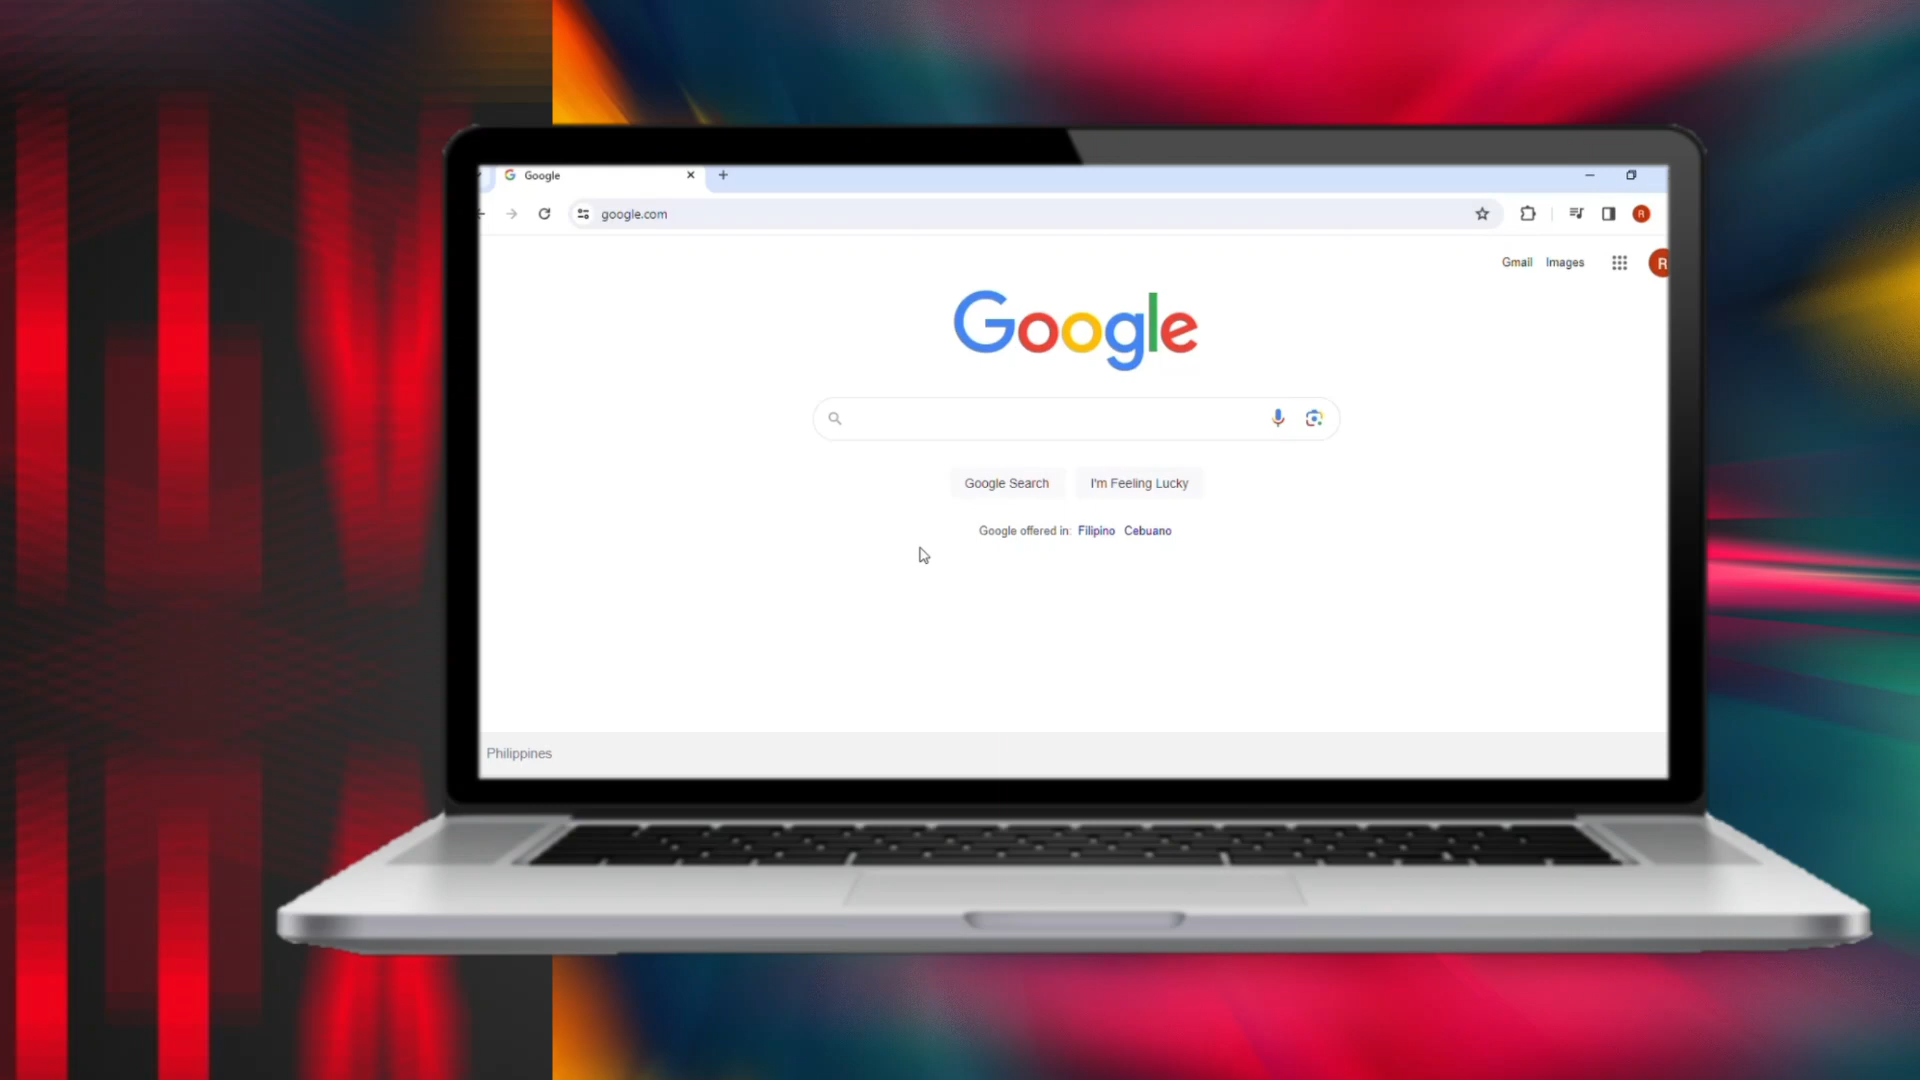 Google
google.com
R
Gmail Images
R
Google
Google Search I'm Feeling Lucky
Google offered in: Filipino Cebuano
Philippines